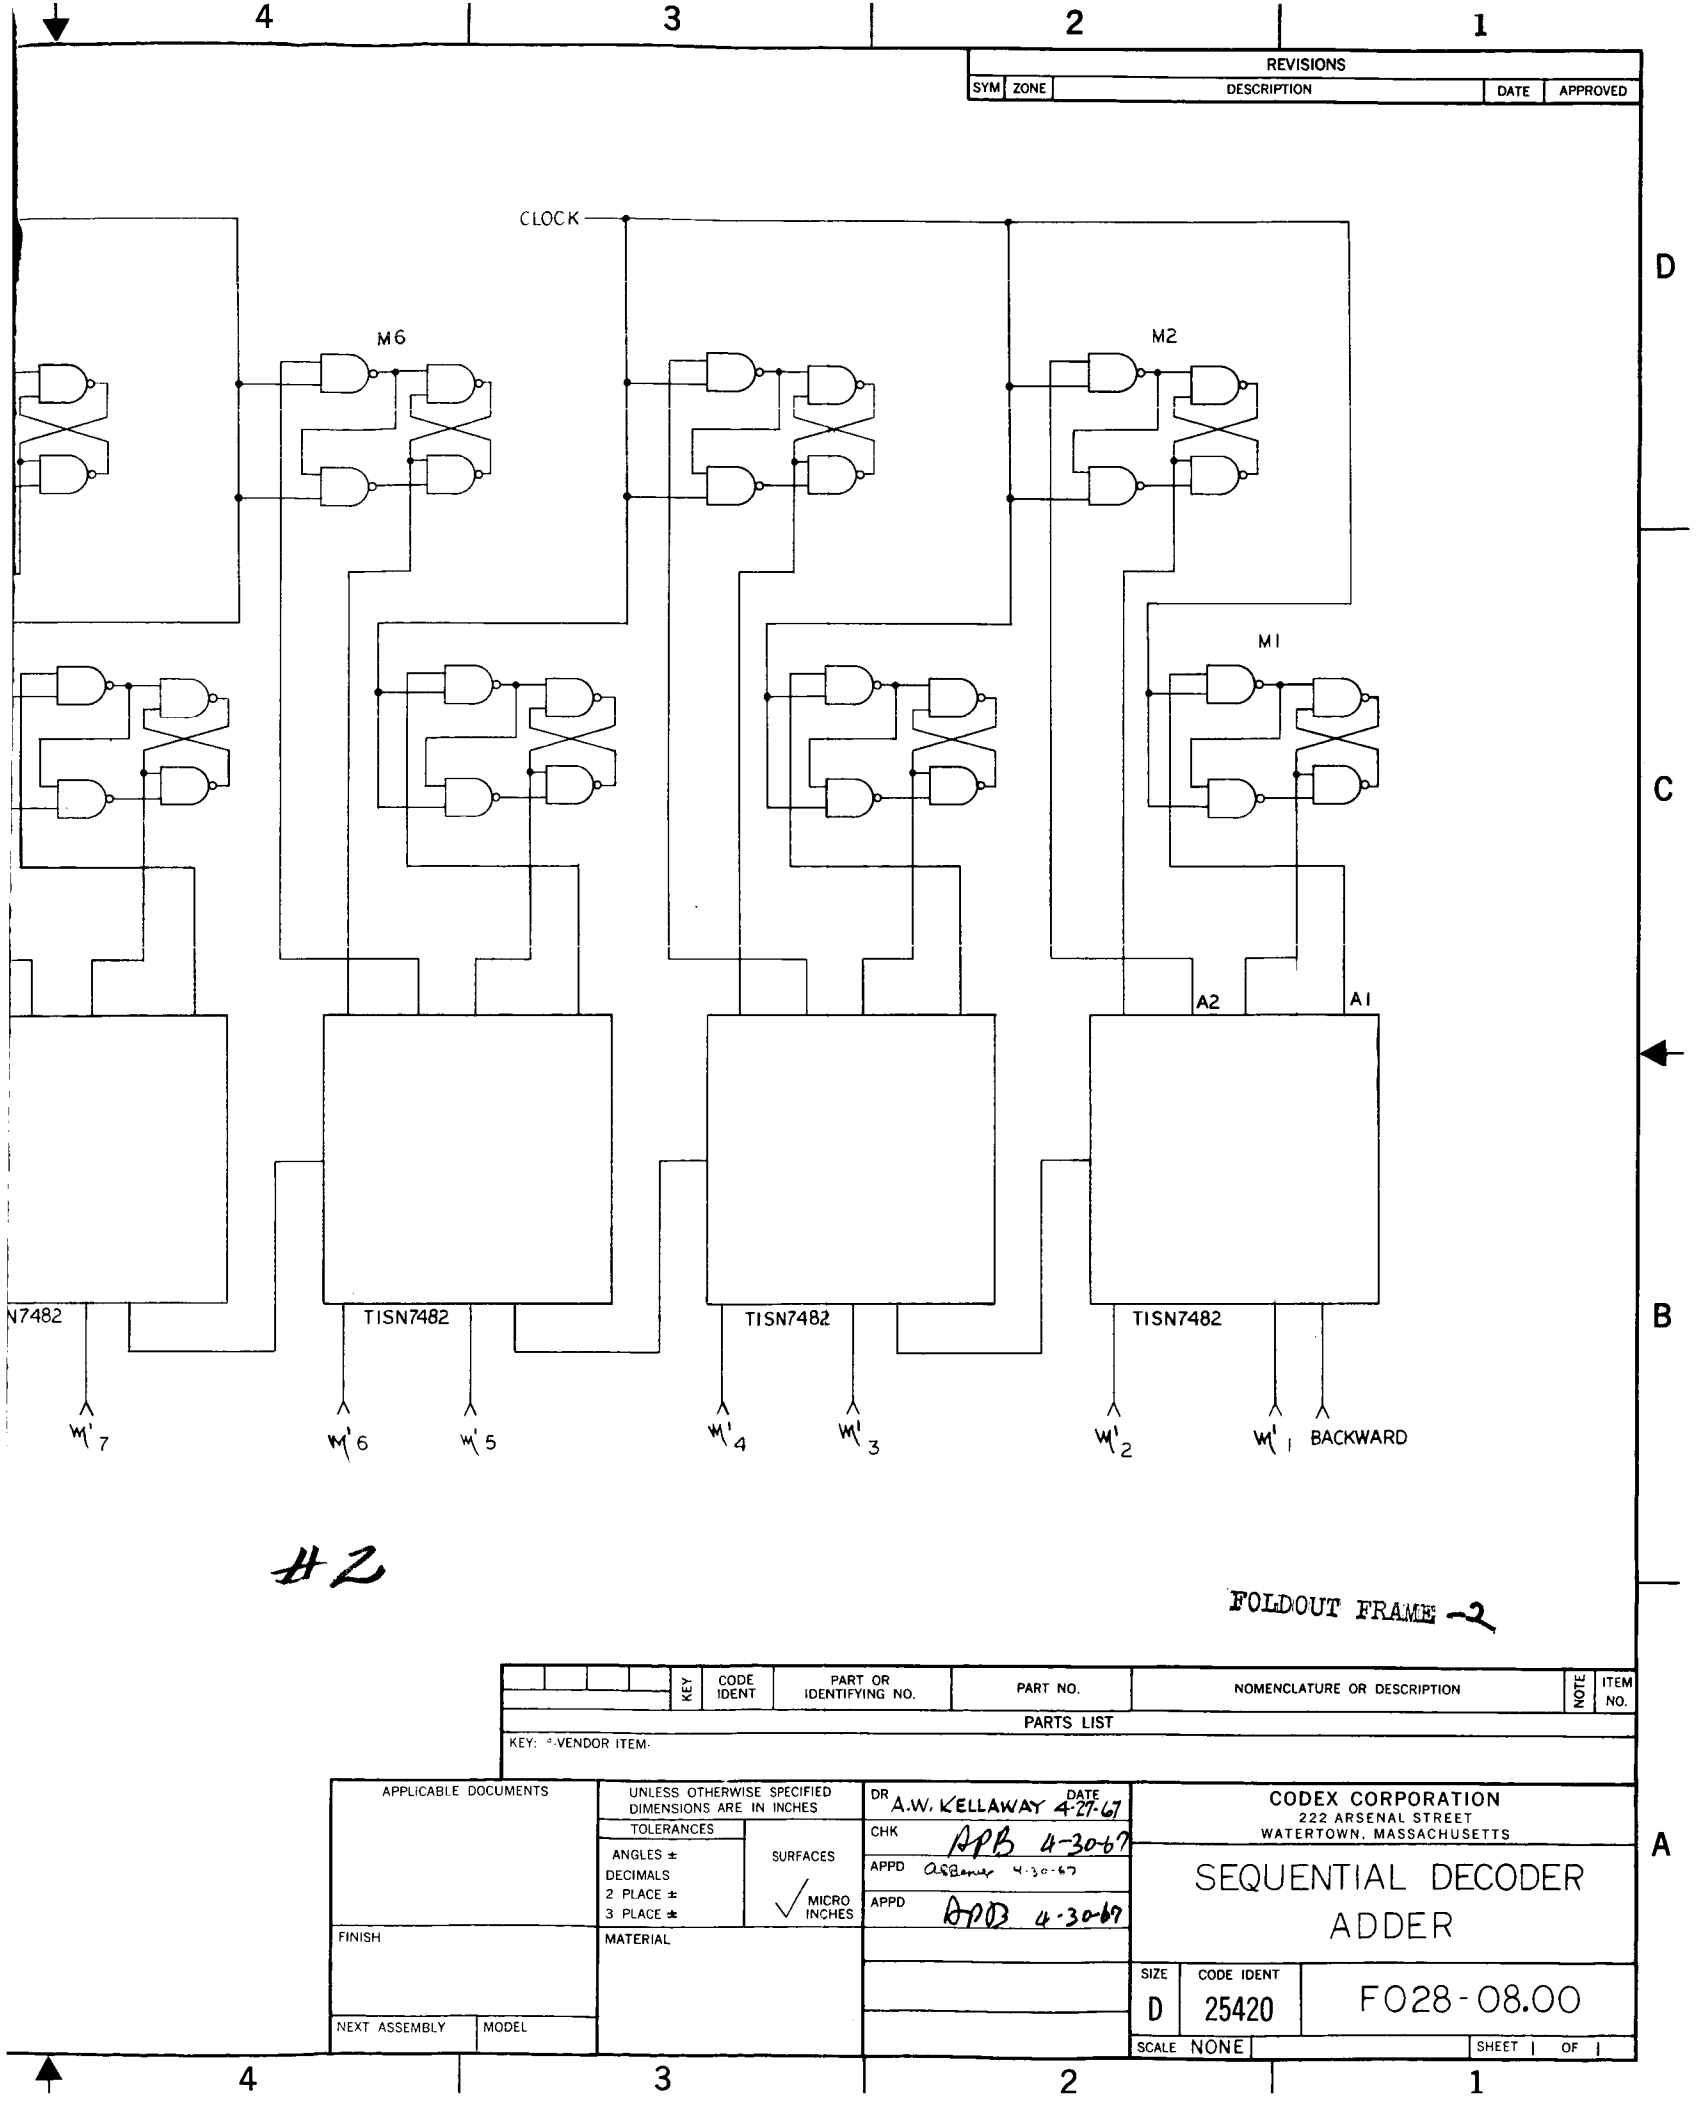 4 3 2 1
REVISIONS
SYM ZONE DESCRIPTION DATE APPROVED
CLOCK
D
M6 M2
M1
C
A2 A1
N7482 TISN7482 TISN7482 TISN7482
B
m'7 m'6 m'5 m'4 m'3 m'2 m'1 BACKWARD
#2
FOLDOUT FRAME -2
KEY CODE IDENT PART OR IDENTIFYING NO. PART NO. NOMENCLATURE OR DESCRIPTION NOTE ITEM NO.
PARTS LIST
KEY: °-VENDOR ITEM-
APPLICABLE DOCUMENTS
FINISH
NEXT ASSEMBLY MODEL
UNLESS OTHERWISE SPECIFIED
DIMENSIONS ARE IN INCHES
TOLERANCES
ANGLES ±
DECIMALS
2 PLACE ±
3 PLACE ±
SURFACES
MICRO
INCHES
MATERIAL
DR A.W. KELLAWAY DATE 4-27-67
CHK APB 4-30-67
APPD 4-30-67
APPD APB 4-30-67
CODEX CORPORATION
222 ARSENAL STREET
WATERTOWN, MASSACHUSETTS
A
SEQUENTIAL DECODER
ADDER
SIZE CODE IDENT
D 25420 F028-08.00
SCALE NONE SHEET 1 OF 1
4 3 2 1